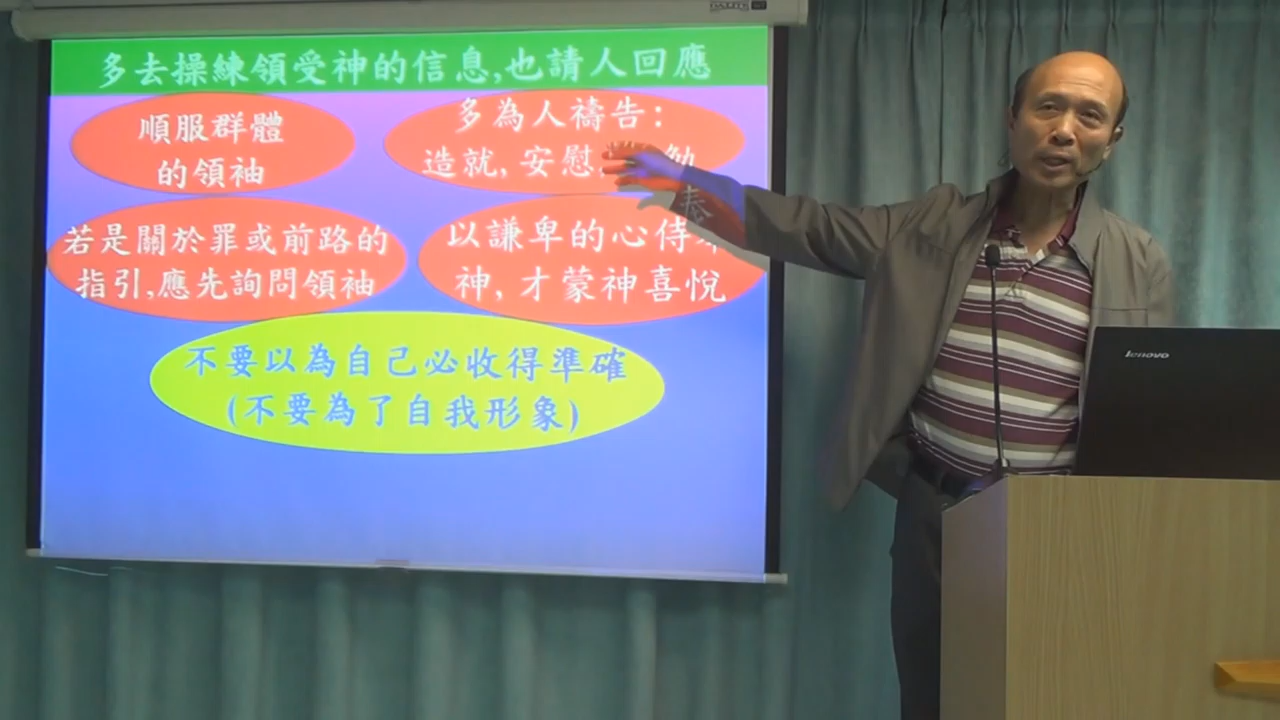 多去操練領受神的信息,也請人回應
順服群體
的領袖
多為人禱告:
造就,安慰 勉
若是關於罪或前路的
指引,應先詢問領袖
以謙卑的心侍奉
神,才蒙神喜悅
不要以為自己必收得準確
(不要為了自我形象)
lenovo